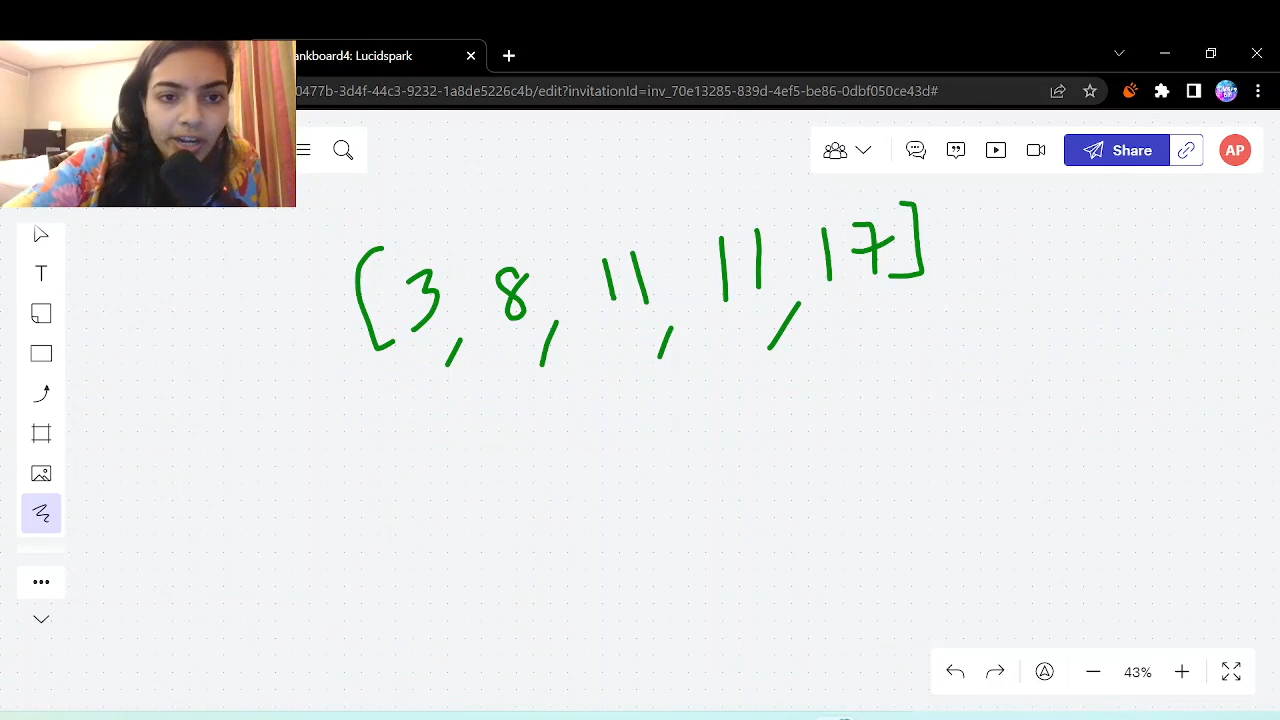 ankboard4: Lucidspark
0477b-3d4f-44c3-9232-1a8de5226c4b/edit?invitationId=inv_70e13285-839d-4ef5-be86-0dbf050ce43d#
Share
AP
T
[3, 8, 11, 11, 17]
43%